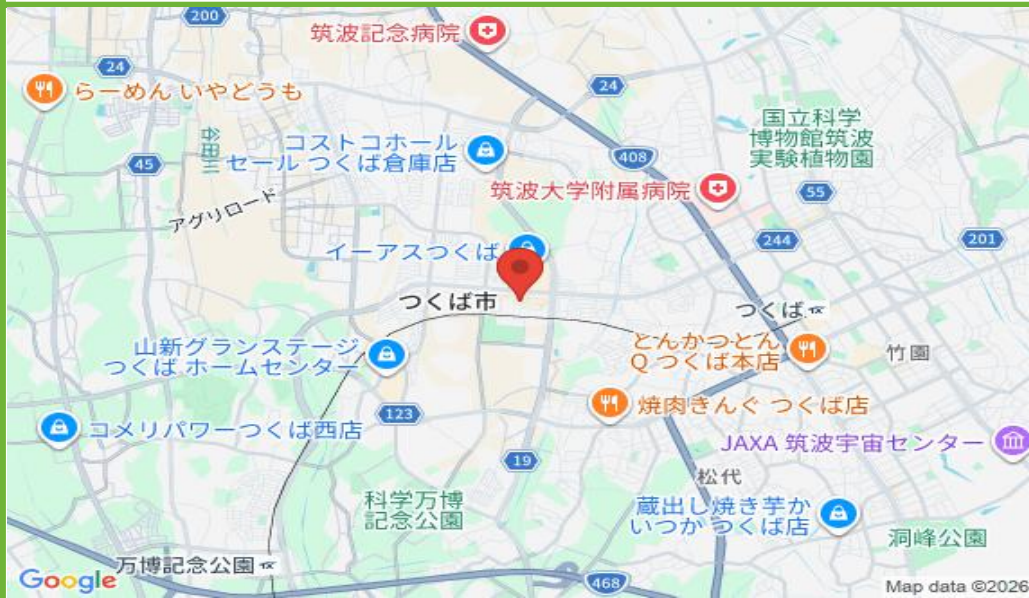 200
筑波記念病院
24
らーめん いやどうも
24
国立科学
博物館筑波
実験植物園
谷田川
コストコホール
セール つくば倉庫店
45
408
筑波大学附属病院
55
アグリロード
244
201
イーアスつくば
つくば市
つくば
山新グランステージ
つくば ホームセンター
とんかつとん
Q つくば本店
竹園
123
焼肉きんぐ つくば店
コメリパワーつくば西店
JAXA 筑波宇宙センター
19
松代
科学万博
記念公園
蔵出し焼き芋か
いつか つくば店
洞峰公園
万博記念公園
468
Google
Map data ©2026